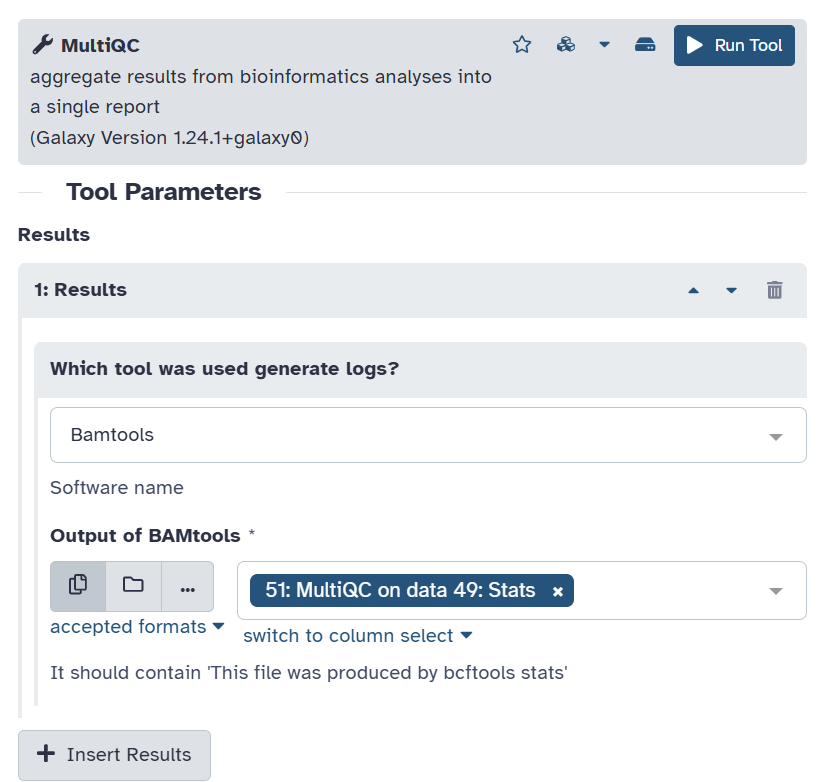 MultiQC
Run Tool
aggregate results from bioinformatics analyses into
a single report
(Galaxy Version 1.24.1+galaxy0)
Tool Parameters
Results
1: Results
Which tool was used generate logs?
Bamtools
Software name
Output of BAMtools *
... 51: MultiQC on data 49: Stats ×
accepted formats
switch to column select
It should contain 'This file was produced by bcftools stats'
+ Insert Results